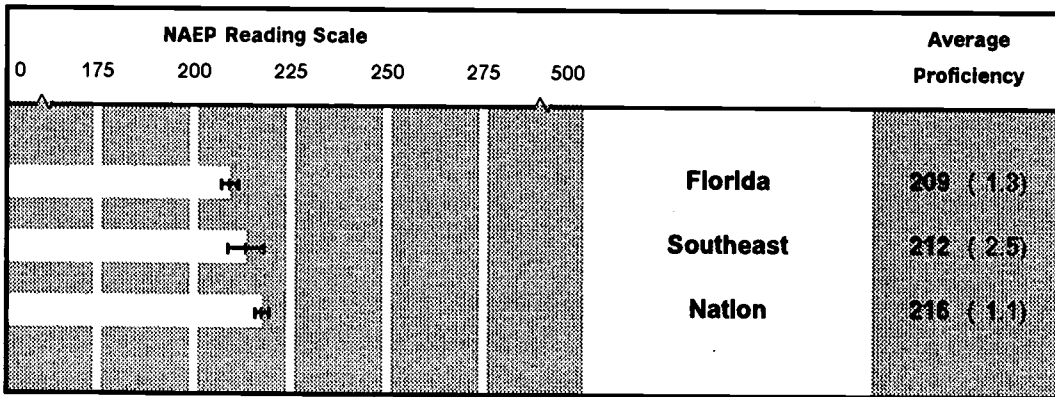 NAEP Reading Scale
Average
Proficiency
0 175 200 225 250 275 500
Florida 209 ( 1.3)
Southeast 212 ( 2.5)
Nation 216 ( 1.1)